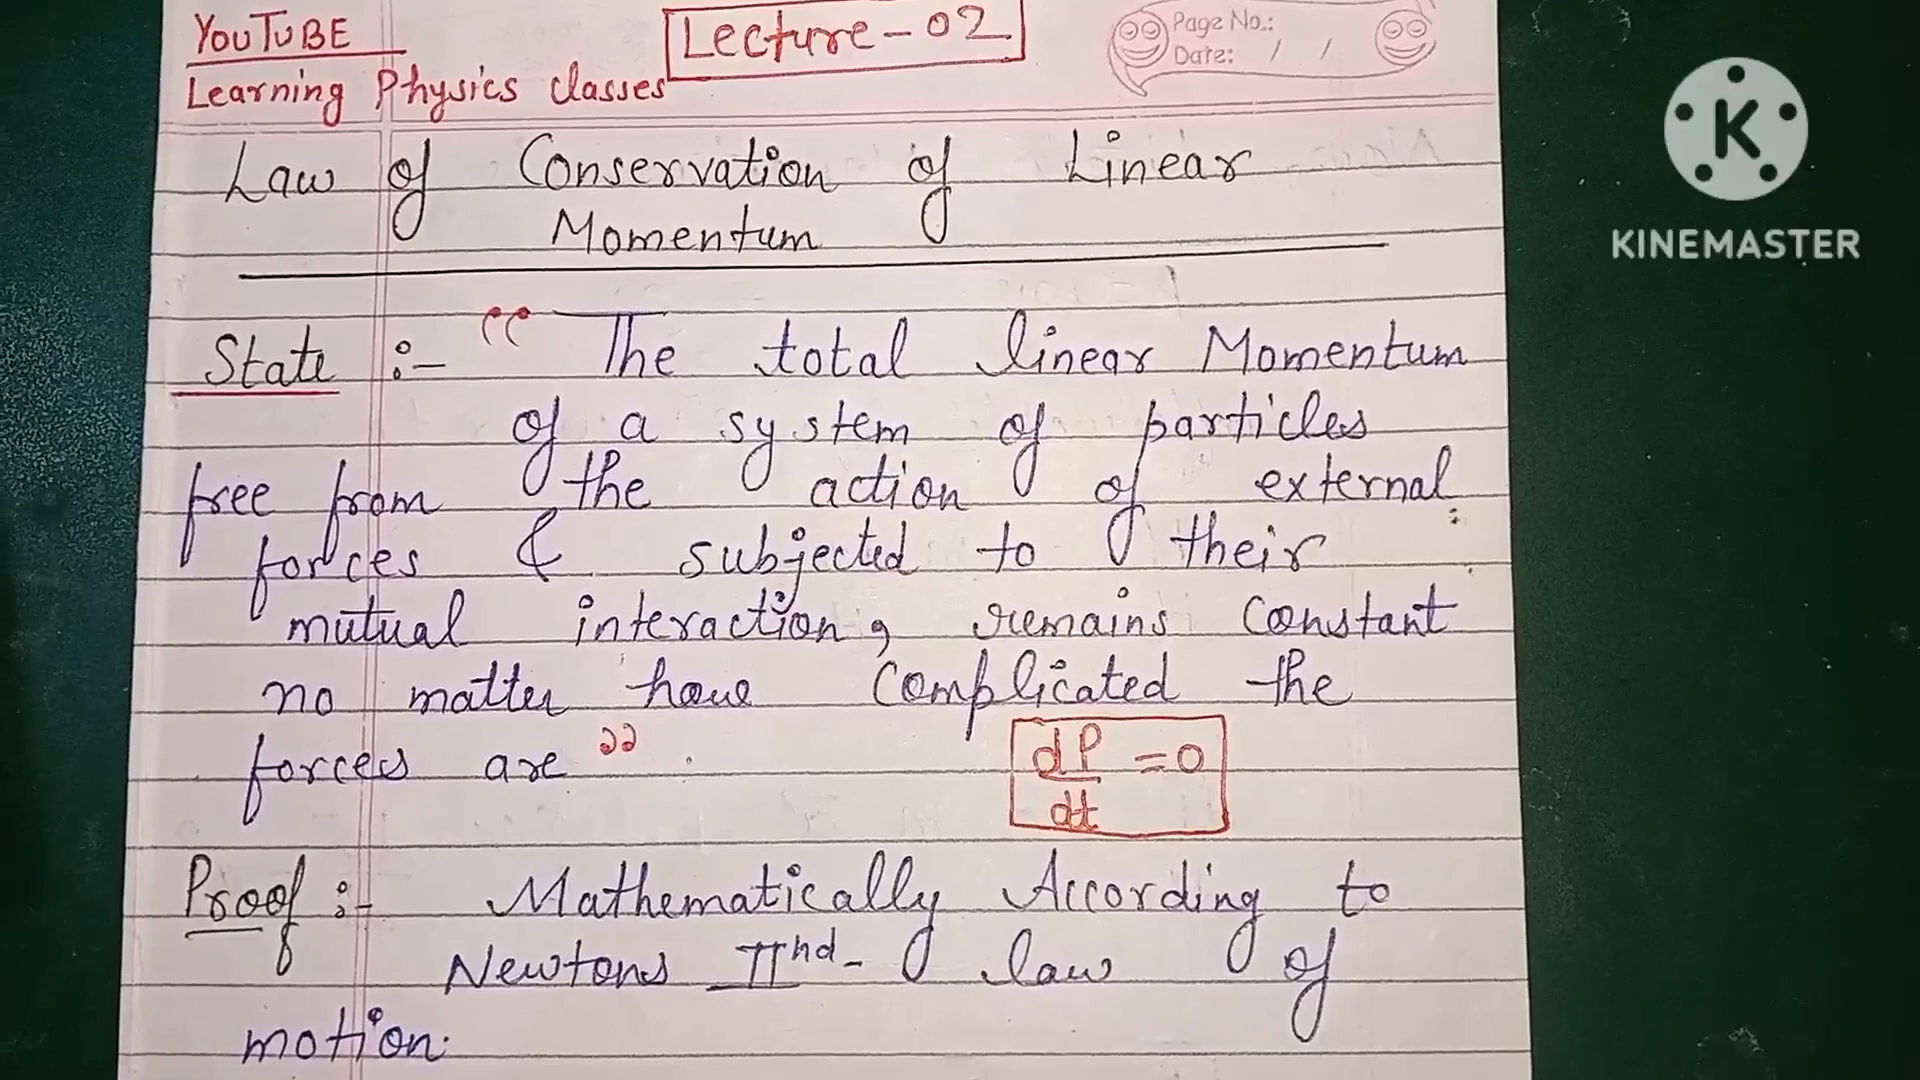 YOUTUBE
Lecture-02
Page No.:
Date: / /
Learning Physics classes
K
KINEMASTER
Law of Conservation of Linear
Momentum
State :- “ The total linear Momentum
of a system of particles
free from the action of external
forces & subjected to their
mutual interaction, remains constant
no matter how complicated the
forces are ” .
dP/dt = 0
Proof :- Mathematically According to
Newtons IInd- law of
motion.